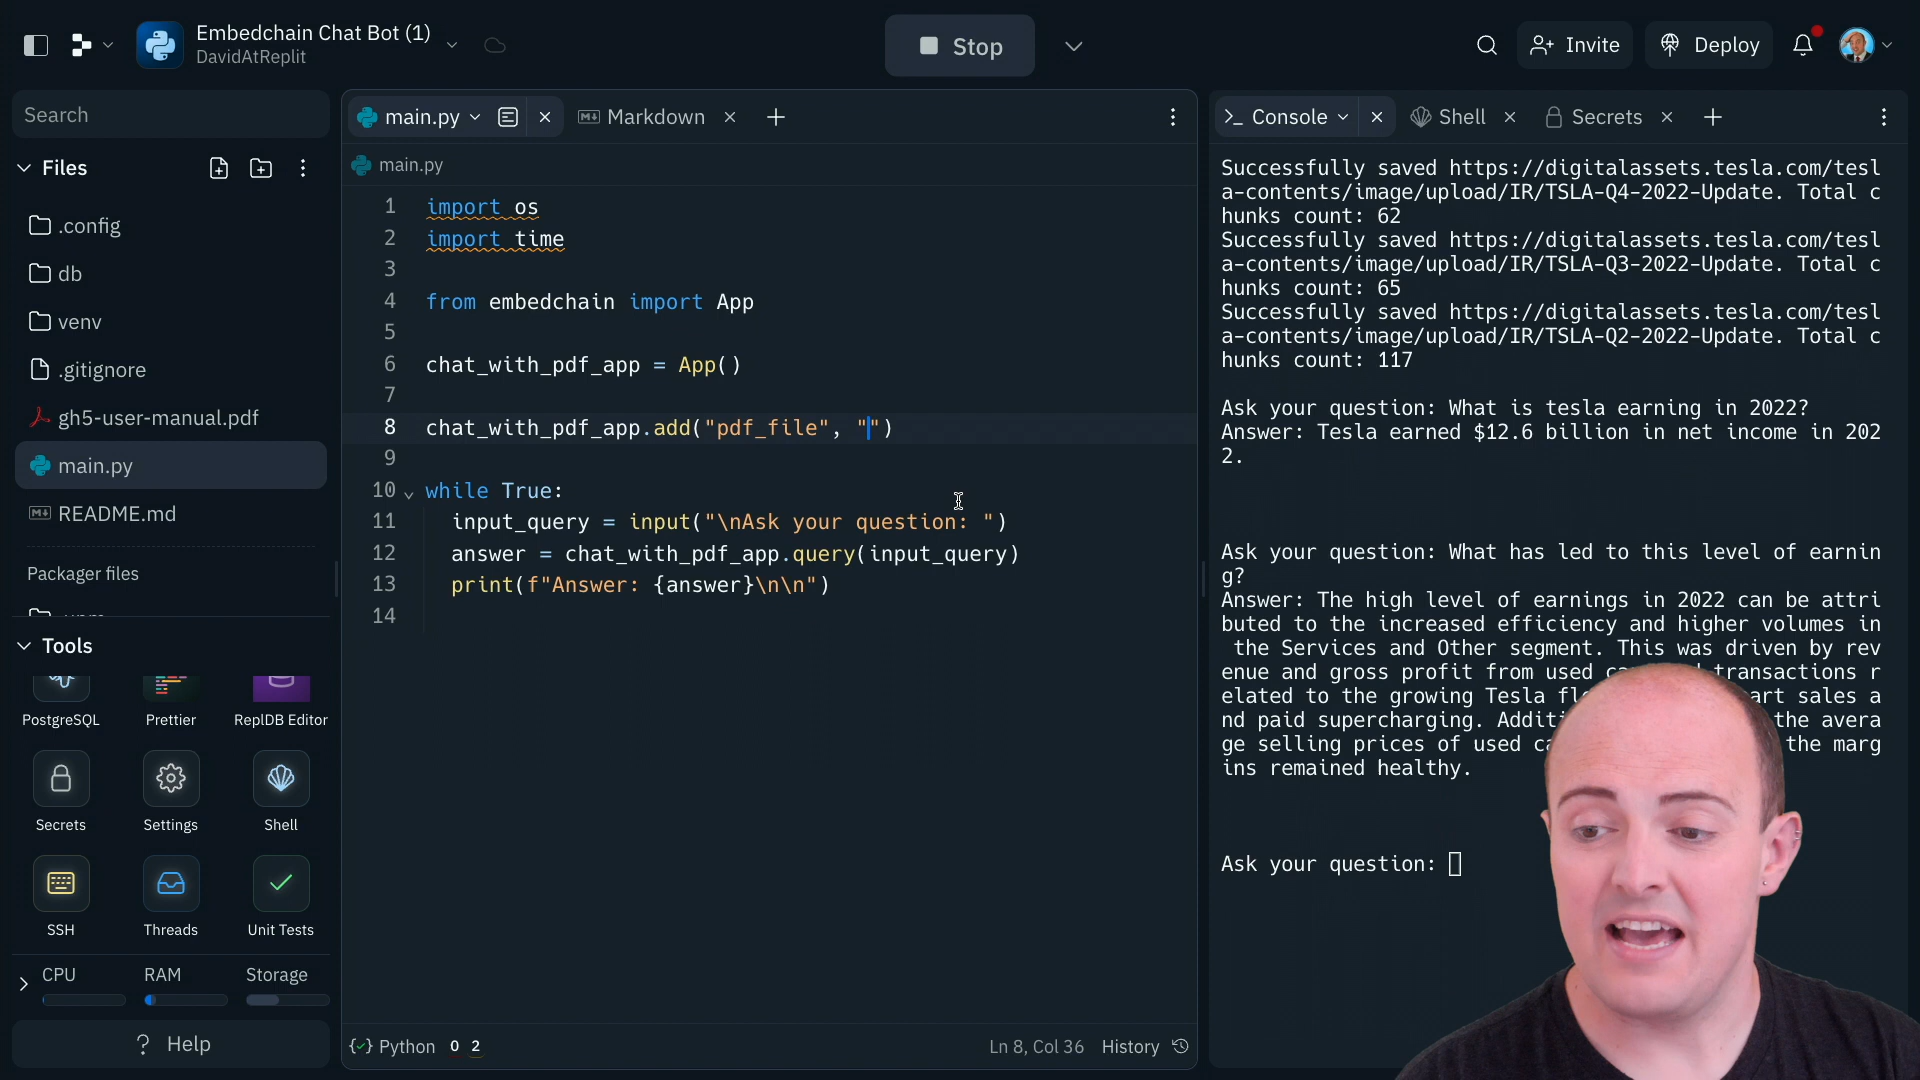 Embedchain Chat Bot (1)
DavidAtReplit
Stop
Invite
Deploy
Search
Files
.config
db
venv
.gitignore
gh5-user-manual.pdf
main.py
README.md
Packager files
Tools
PostgreSQL
Prettier
ReplDB Editor
Secrets
Settings
Shell
SSH
Threads
Unit Tests
CPU
RAM
Storage
? Help
main.py
Markdown
main.py
1 import os
2 import time
3
4 from embedchain import App
5
6 chat_with_pdf_app = App()
7
8 chat_with_pdf_app.add("pdf_file", "")
9
10 while True:
11 input_query = input("\nAsk your question: ")
12 answer = chat_with_pdf_app.query(input_query)
13 print(f"Answer: {answer}\n\n")
14
Python 0 2
Ln 8, Col 36
History
Console
Shell
Secrets
Successfully saved https://digitalassets.tesla.com/tesl
a-contents/image/upload/IR/TSLA-Q4-2022-Update. Total c
hunks count: 62
Successfully saved https://digitalassets.tesla.com/tesl
a-contents/image/upload/IR/TSLA-Q3-2022-Update. Total c
hunks count: 65
Successfully saved https://digitalassets.tesla.com/tesl
a-contents/image/upload/IR/TSLA-Q2-2022-Update. Total c
hunks count: 117
Ask your question: What is tesla earning in 2022?
Answer: Tesla earned $12.6 billion in net income in 202
2.
Ask your question: What has led to this level of earnin
g?
Answer: The high level of earnings in 2022 can be attri
buted to the increased efficiency and higher volumes in
the Services and Other segment. This was driven by rev
enue and gross profit from used transactions r
elated to the growing Tesla sales a
nd paid supercharging. the avera
ge selling prices of used the marg
ins remained healthy.
Ask your question: